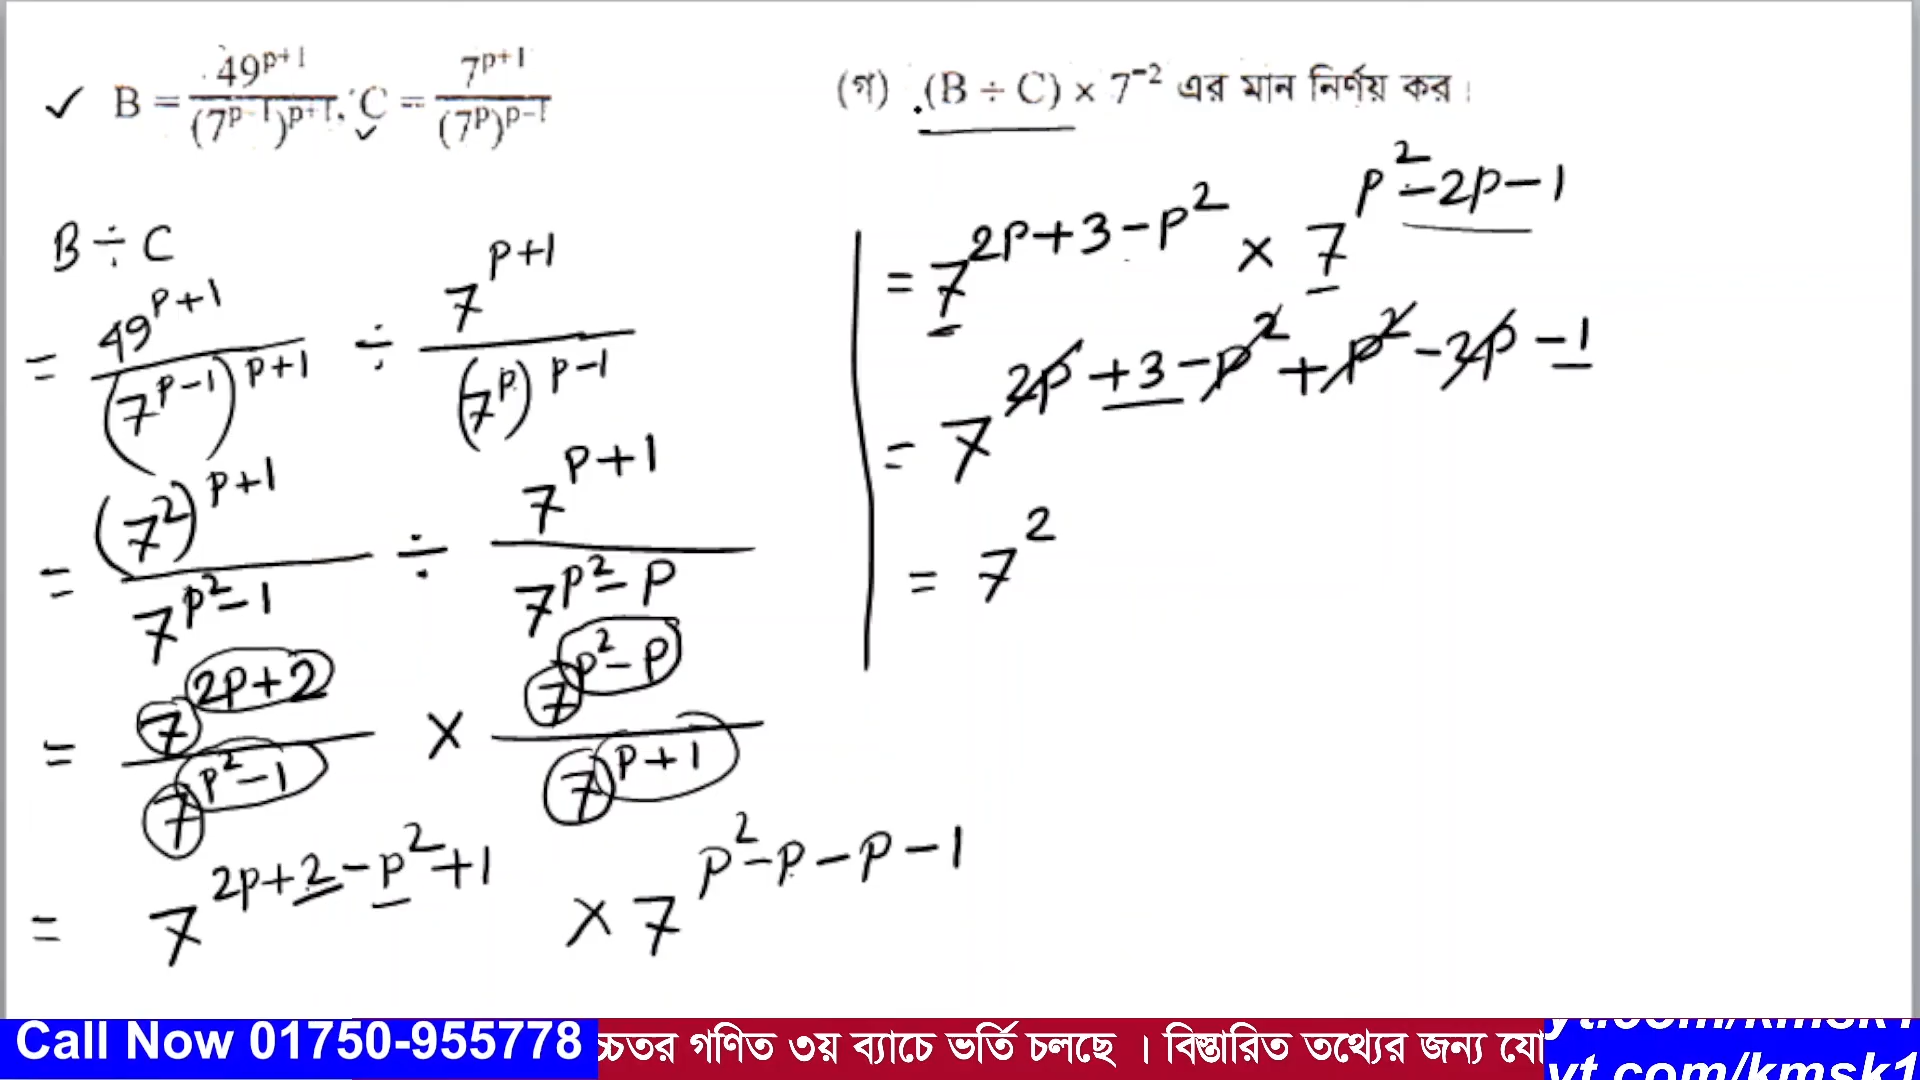 B = 49^(p+1) / (7^(p-1))^(p+1), C = 7^(p+1) / (7^p)^(p-1)
(গ) (B ÷ C) × 7^-2 এর মান নির্ণয় কর।
B ÷ C
= 49^(p+1) / (7^(p-1))^(p+1) ÷ 7^(p+1) / (7^p)^(p-1)
= (7^2)^(p+1) / 7^(p^2-1) ÷ 7^(p+1) / 7^(p^2-p)
= 7^(2p+2) / 7^(p^2-1) × 7^(p^2-p) / 7^(p+1)
= 7^(2p+2-p^2+1) × 7^(p^2-p-p-1)
= 7^(2p+3-p^2) × 7^(p^2-2p-1)
= 7^(2p+3-p^2+p^2-2p-1)
= 7^2
Call Now 01750-955778
চ্চতর গণিত ৩য় ব্যাচে ভর্তি চলছে । বিস্তারিত তথ্যের জন্য যো
yt.com/kmsk1
yt.com/kmsk1